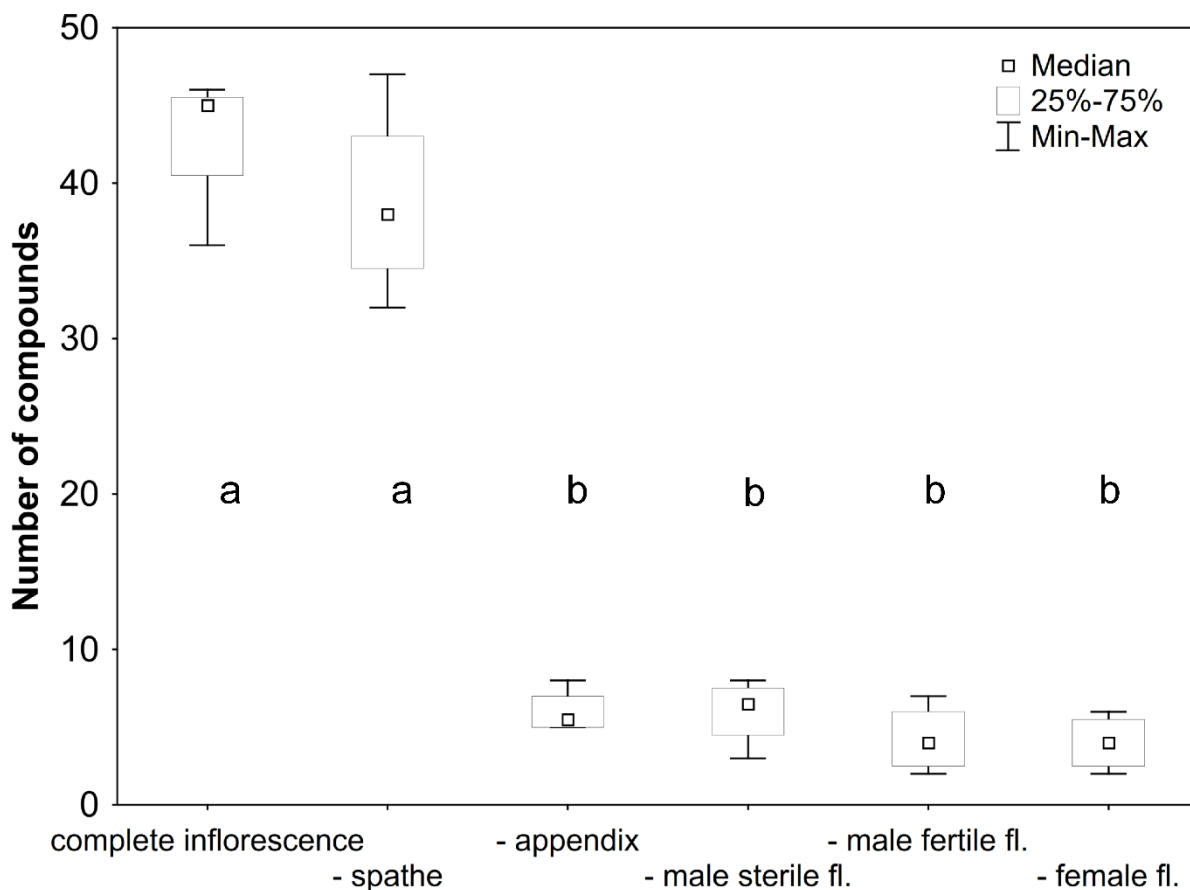 Number of compounds
50
40
30
20
10
0
Median
25%-75%
Min-Max
a a b b b b
complete inflorescence - appendix - male fertile fl.
- spathe - male sterile fl. - female fl.